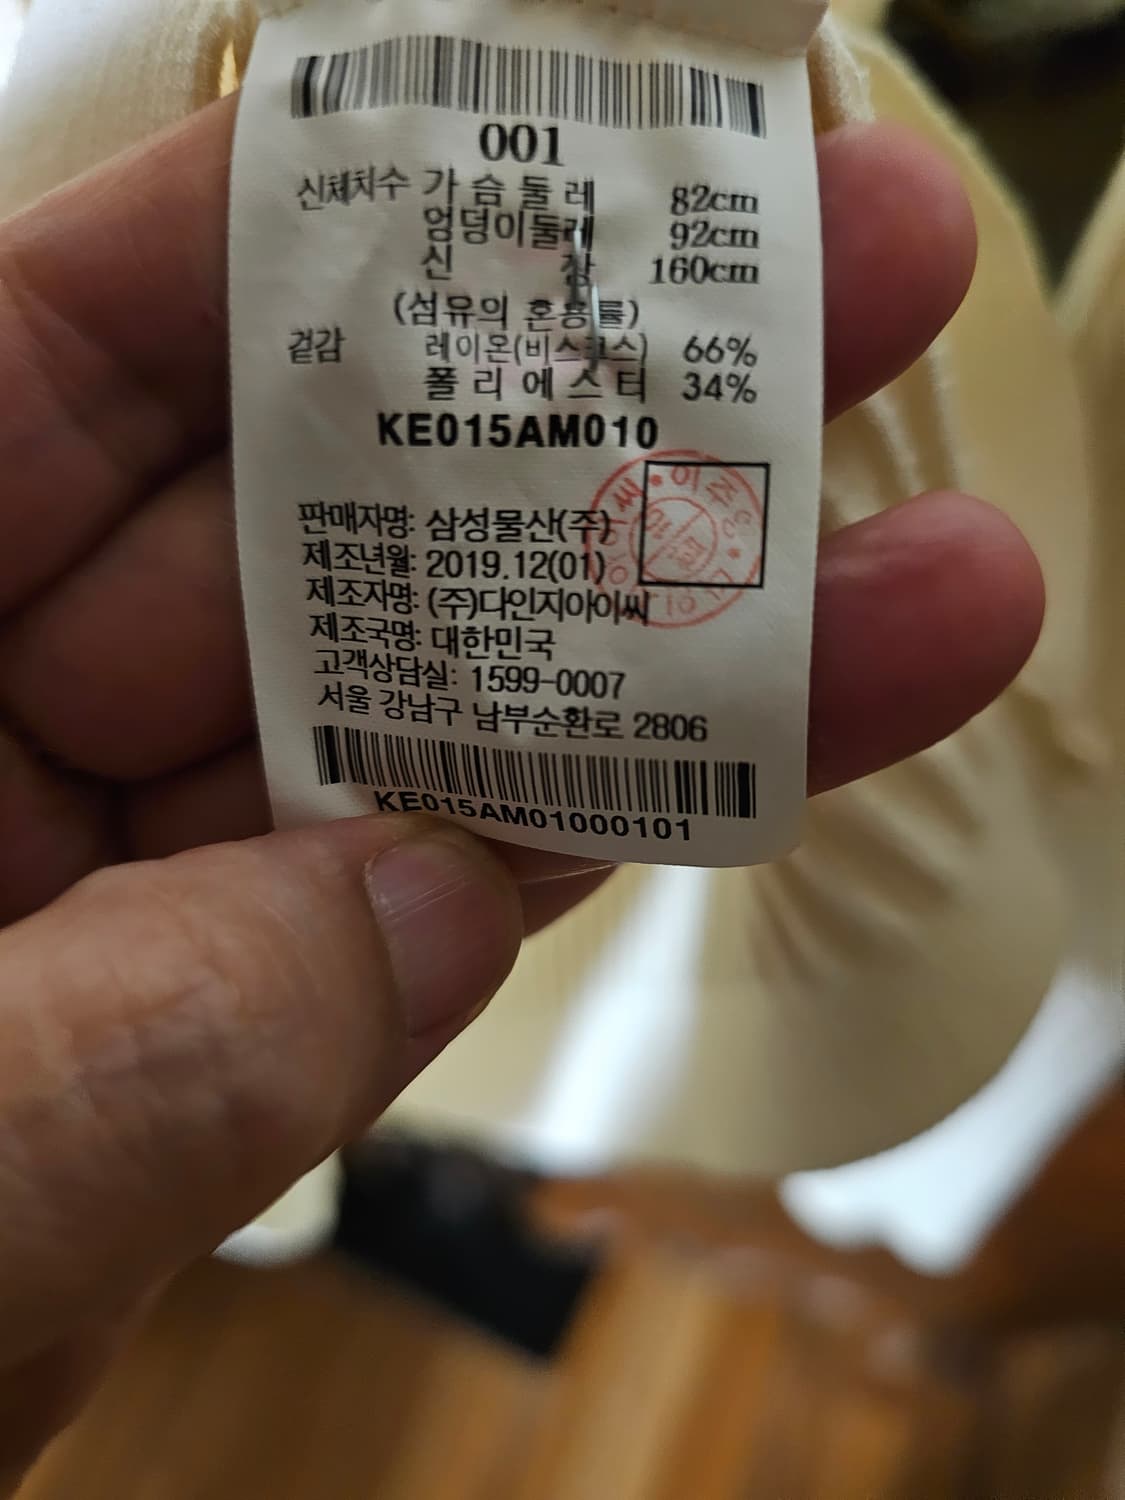 001
신체치수 가슴둘레 82cm
엉덩이둘레 92cm
신장 160cm
(섬유의 혼용률)
겉감 레이온(비스코스) 66%
폴리에스터 34%
KE015AM010
판매자명: 삼성물산(주)
제조년월: 2019.12(01)
제조자명: (주)다인지아이씨
제조국명: 대한민국
고객상담실: 1599-0007
서울 강남구 남부순환로 2806
KE015AM01000101